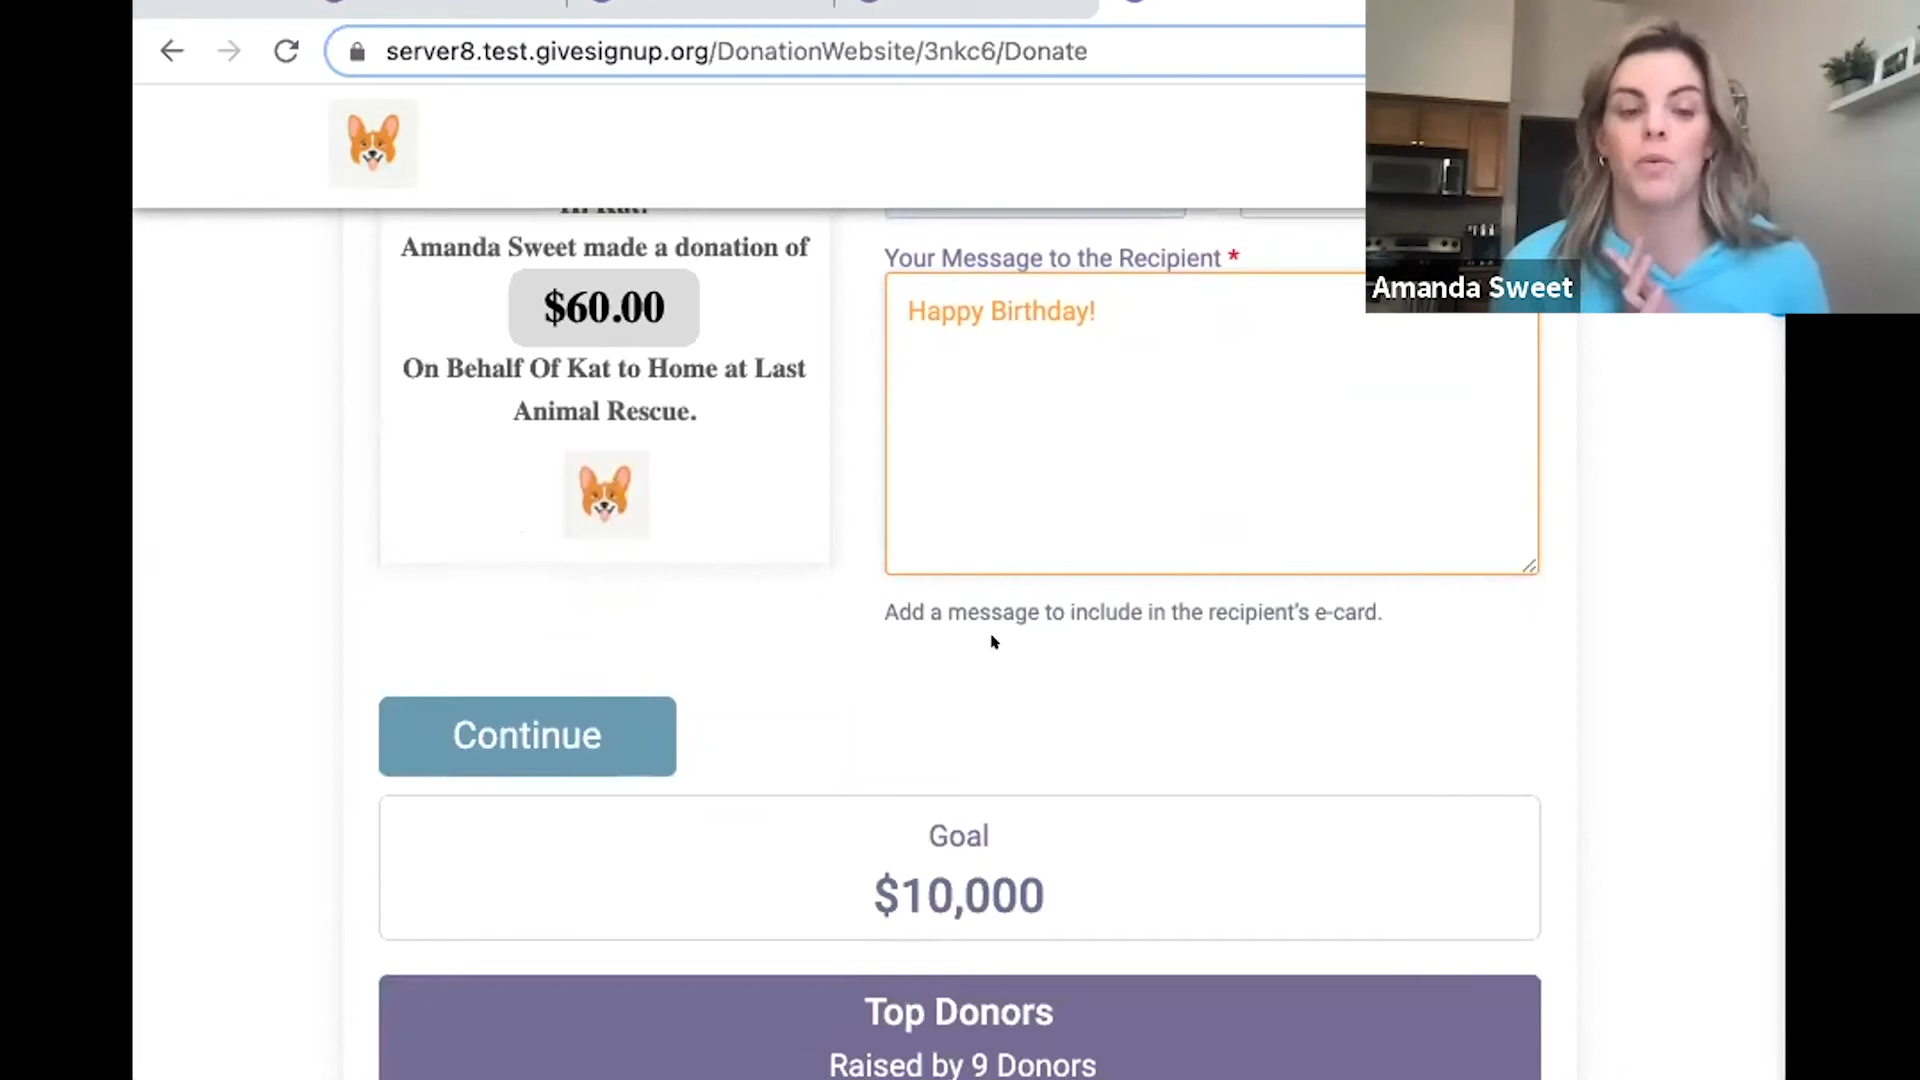 server8.test.givesignup.org/DonationWebsite/3nkc6/Donate
Amanda Sweet made a donation of
$60.00
On Behalf Of Kat to Home at Last
Animal Rescue.
Your Message to the Recipient *
Happy Birthday!
Add a message to include in the recipient's e-card.
Amanda Sweet
Continue
Goal
$10,000
Top Donors
Raised by 9 Donors